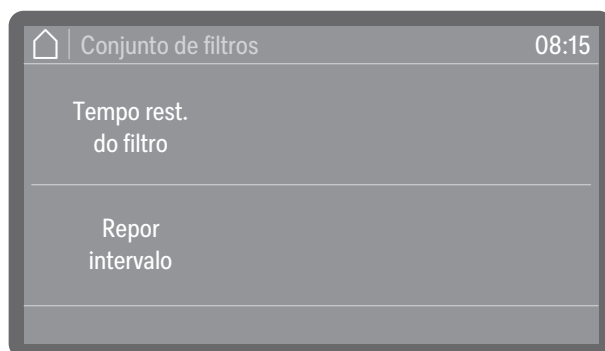 Conjunto de filtros 08:15
Tempo rest.
do filtro
Repor
intervalo